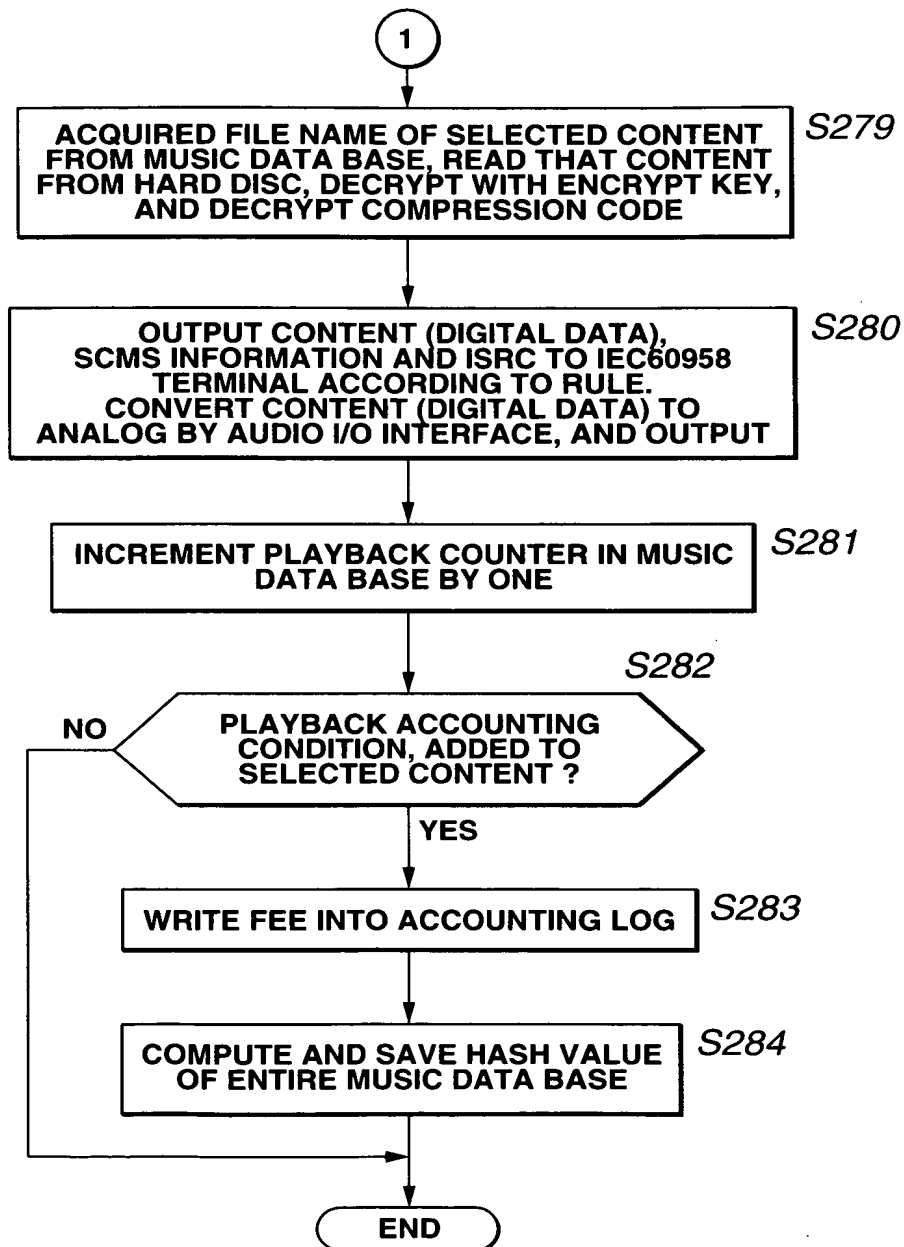 1
ACQUIRED FILE NAME OF SELECTED CONTENT
FROM MUSIC DATA BASE, READ THAT CONTENT
FROM HARD DISC, DECRYPT WITH ENCRYPT KEY,
AND DECRYPT COMPRESSION CODE
S279
OUTPUT CONTENT (DIGITAL DATA),
SCMS INFORMATION AND ISRC TO IEC60958
TERMINAL ACCORDING TO RULE.
CONVERT CONTENT (DIGITAL DATA) TO
ANALOG BY AUDIO I/O INTERFACE, AND OUTPUT
S280
INCREMENT PLAYBACK COUNTER IN MUSIC
DATA BASE BY ONE
S281
S282
PLAYBACK ACCOUNTING
CONDITION, ADDED TO
SELECTED CONTENT ?
NO
YES
WRITE FEE INTO ACCOUNTING LOG
S283
COMPUTE AND SAVE HASH VALUE
OF ENTIRE MUSIC DATA BASE
S284
END